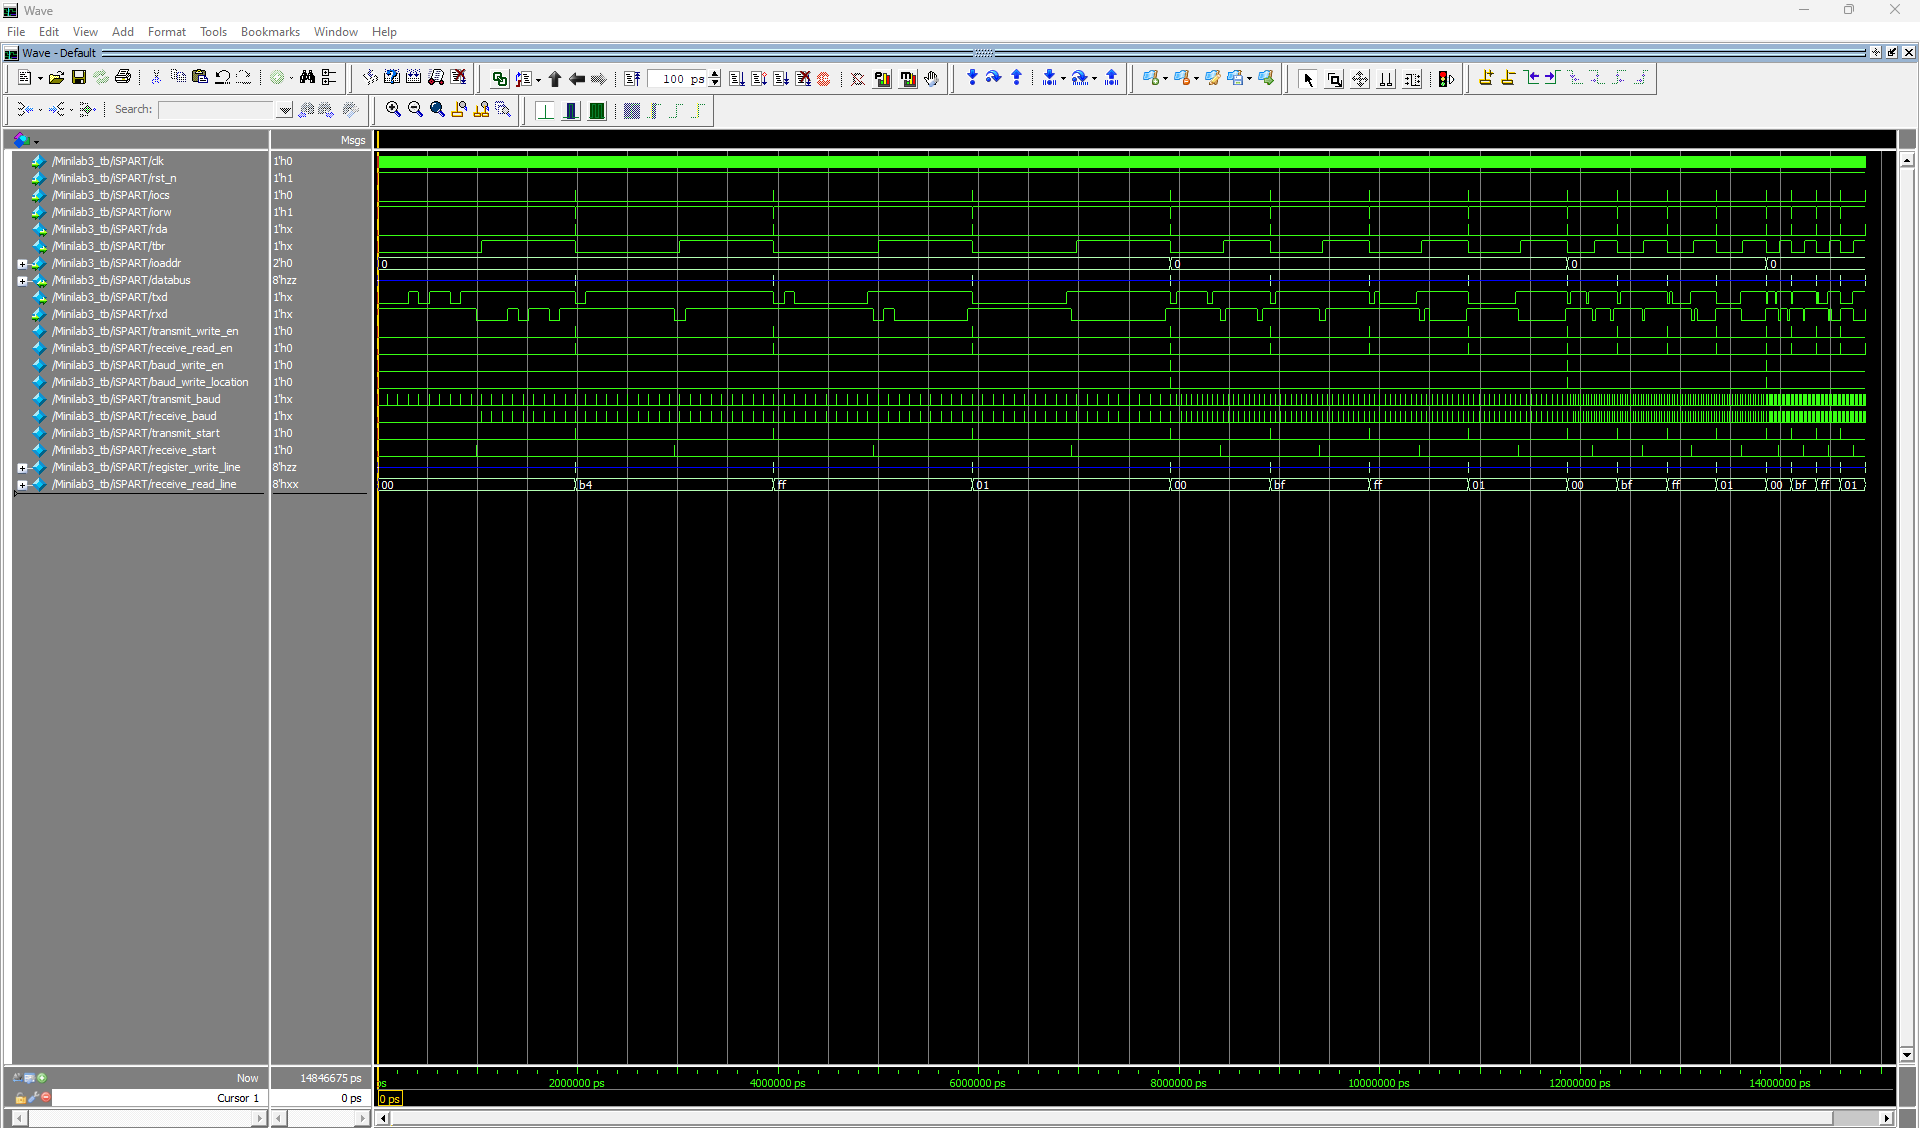 Wave
File Edit View Add Format Tools Bookmarks Window Help
Wave - Default
100 ps
Search:
Msgs
/Minilab3_tb/iSPART/clk 1'h0
/Minilab3_tb/iSPART/rst_n 1'h1
/Minilab3_tb/iSPART/iocs 1'h0
/Minilab3_tb/iSPART/iorw 1'h1
/Minilab3_tb/iSPART/rda 1'hx
/Minilab3_tb/iSPART/tbr 1'hx
/Minilab3_tb/iSPART/ioaddr 2'h0 0 0 0 0
/Minilab3_tb/iSPART/databus 8'hzz
/Minilab3_tb/iSPART/txd 1'hx
/Minilab3_tb/iSPART/rxd 1'hx
/Minilab3_tb/iSPART/transmit_write_en 1'h0
/Minilab3_tb/iSPART/receive_read_en 1'h0
/Minilab3_tb/iSPART/baud_write_en 1'h0
/Minilab3_tb/iSPART/baud_write_location 1'h0
/Minilab3_tb/iSPART/transmit_baud 1'hx
/Minilab3_tb/iSPART/receive_baud 1'hx
/Minilab3_tb/iSPART/transmit_start 1'h0
/Minilab3_tb/iSPART/receive_start 1'h0
/Minilab3_tb/iSPART/register_write_line 8'hzz
/Minilab3_tb/iSPART/receive_read_line 8'hxx 00 b4 ff 01 00 bf ff 01 00 bf ff 01 00 bf ff 01
Now 14846675 ps ps 2000000 ps 4000000 ps 6000000 ps 8000000 ps 10000000 ps 12000000 ps 14000000 ps
Cursor 1 0 ps 0 ps